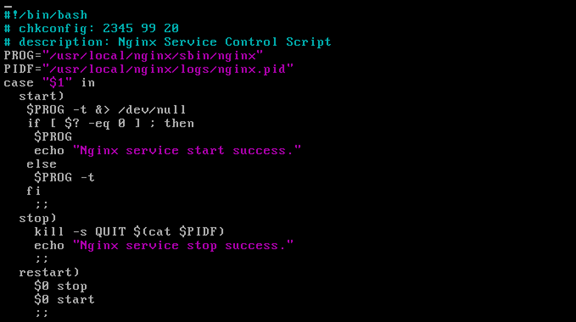 #!/bin/bash
# chkconfig: 2345 99 20
# description: Nginx Service Control Script
PROG="/usr/local/nginx/sbin/nginx"
PIDF="/usr/local/nginx/logs/nginx.pid"
case "$1" in
  start)
   $PROG -t &> /dev/null
   if [ $? -eq 0 ] ; then
    $PROG
    echo "Nginx service start success."
   else
    $PROG -t
   fi
    ;;
  stop)
    kill -s QUIT $(cat $PIDF)
    echo "Nginx service stop success."
    ;;
  restart)
    $0 stop
    $0 start
    ;;